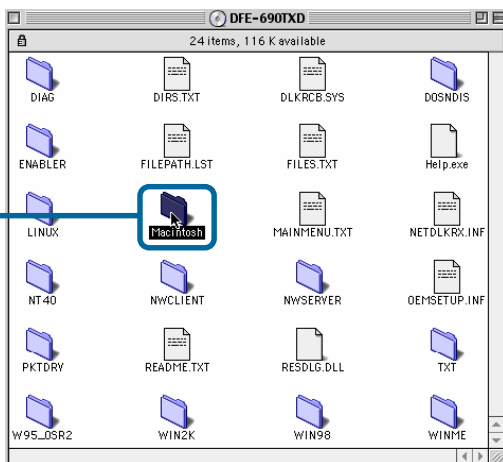 DFE-690TXD
24 items, 116 K available
DIAG DIRS.TXT DLKRCB.SYS DOSNDIS
ENABLER FILEPATH.LST FILES.TXT Help.exe
LINUX Macintosh MAINMENU.TXT NETDLKRX.INF
NT40 NWCLIENT NWSERVER OEMSETUP.INF
PKTDRY README.TXT RESDLG.DLL TXT
W95_OSR2 WIN2K WIN98 WINME